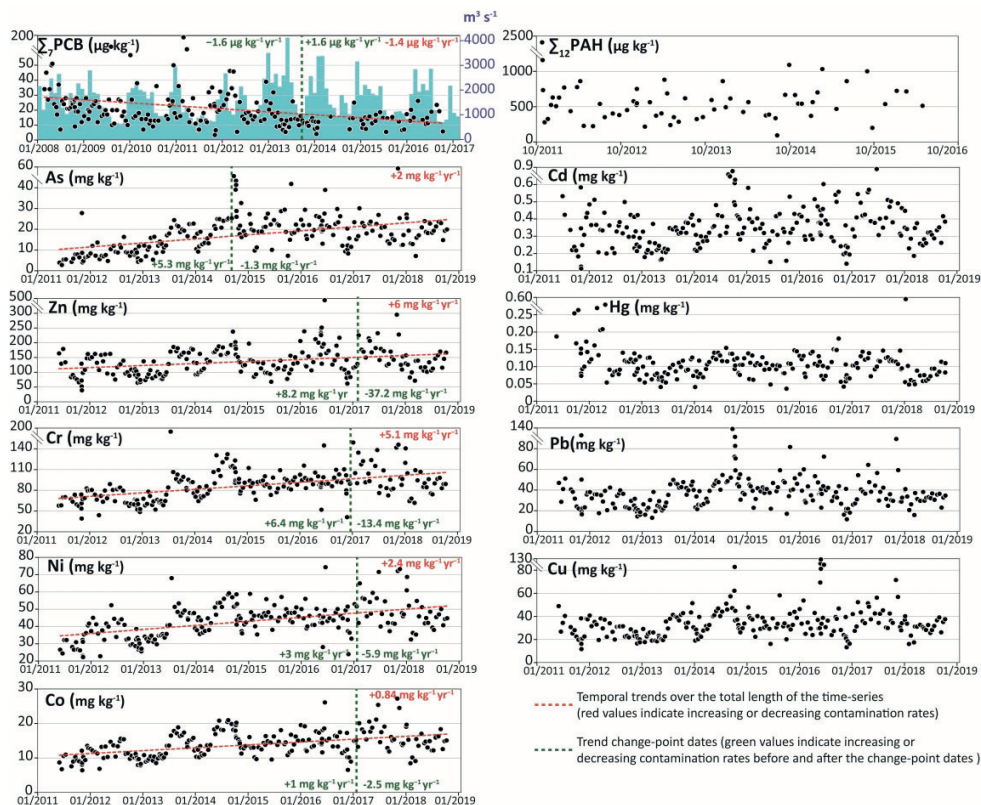 m³ s⁻¹
Σ₇PCB (µg kg⁻¹) −1.6 µg kg⁻¹ yr⁻¹ +1.6 µg kg⁻¹ yr⁻¹ -1.4 µg kg⁻¹ yr⁻¹
200 50 40 30 20 10 0
4000 3000 2000 1000 0
01/2008 01/2009 01/2010 01/2011 01/2012 01/2013 01/2014 01/2015 01/2016 01/2017
Σ₁₂PAH (µg kg⁻¹)
2500 1000 500 0
10/2011 10/2012 10/2013 10/2014 10/2015 10/2016
As (mg kg⁻¹) +2 mg kg⁻¹ yr⁻¹
60 40 30 20 10 0
+5.3 mg kg⁻¹ yr⁻¹ -1.3 mg kg⁻¹ yr⁻¹
01/2011 01/2012 01/2013 01/2014 01/2015 01/2016 01/2017 01/2018 01/2019
Cd (mg kg⁻¹)
0.9 0.6 0.5 0.4 0.3 0.2 0.1
01/2011 01/2012 01/2013 01/2014 01/2015 01/2016 01/2017 01/2018 01/2019
Zn (mg kg⁻¹) +6 mg kg⁻¹ yr⁻¹
500 300 250 200 150 100 50 0
+8.2 mg kg⁻¹ yr -37.2 mg kg⁻¹ yr⁻¹
01/2011 01/2012 01/2013 01/2014 01/2015 01/2016 01/2017 01/2018 01/2019
Hg (mg kg⁻¹)
0.60 0.25 0.20 0.15 0.10 0.05 0
01/2011 01/2012 01/2013 01/2014 01/2015 01/2016 01/2017 01/2018 01/2019
Cr (mg kg⁻¹) +5.1 mg kg⁻¹ yr⁻¹
200 140 110 80 50 20
+6.4 mg kg⁻¹ yr⁻¹ -13.4 mg kg⁻¹ yr⁻¹
01/2011 01/2012 01/2013 01/2014 01/2015 01/2016 01/2017 01/2018 01/2019
Pb(mg kg⁻¹)
140 80 60 40 20 0
01/2011 01/2012 01/2013 01/2014 01/2015 01/2016 01/2017 01/2018 01/2019
Ni (mg kg⁻¹) +2.4 mg kg⁻¹ yr⁻¹
80 70 60 50 40 30 20
+3 mg kg⁻¹ yr⁻¹ -5.9 mg kg⁻¹ yr⁻¹
01/2011 01/2012 01/2013 01/2014 01/2015 01/2016 01/2017 01/2018 01/2019
Cu (mg kg⁻¹)
130 80 60 40 20 0
01/2011 01/2012 01/2013 01/2014 01/2015 01/2016 01/2017 01/2018 01/2019
Co (mg kg⁻¹) +0.84 mg kg⁻¹ yr⁻¹
30 20 10 0
+1 mg kg⁻¹ yr⁻¹ -2.5 mg kg⁻¹ yr⁻¹
01/2011 01/2012 01/2013 01/2014 01/2015 01/2016 01/2017 01/2018 01/2019
Temporal trends over the total length of the time-series
(red values indicate increasing or decreasing contamination rates)
Trend change-point dates (green values indicate increasing or
decreasing contamination rates before and after the change-point dates )